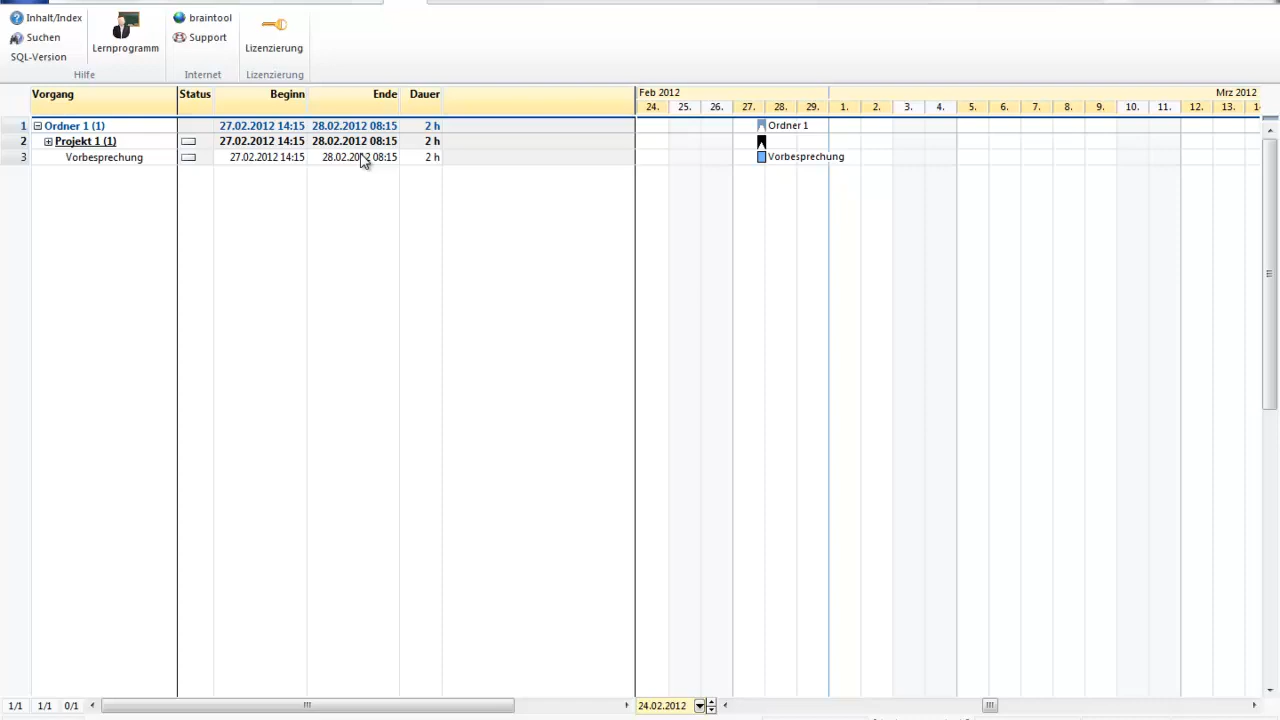 Inhalt/Index
Suchen
SQL-Version
Hilfe
Lernprogramm
braintool
Support
Internet
Lizenzierung
Lizenzierung
Vorgang Status Beginn Ende Dauer
1 Ordner 1 (1) 27.02.2012 14:15 28.02.2012 08:15 2 h
2 Projekt 1 (1) 27.02.2012 14:15 28.02.2012 08:15 2 h
3 Vorbesprechung 27.02.2012 14:15 28.02.2012 08:15 2 h
Feb 2012 Mrz 2012
24. 25. 26. 27. 28. 29. 1. 2. 3. 4. 5. 6. 7. 8. 9. 10. 11. 12. 13.
Ordner 1
Vorbesprechung
1/1 1/1 0/1
24.02.2012